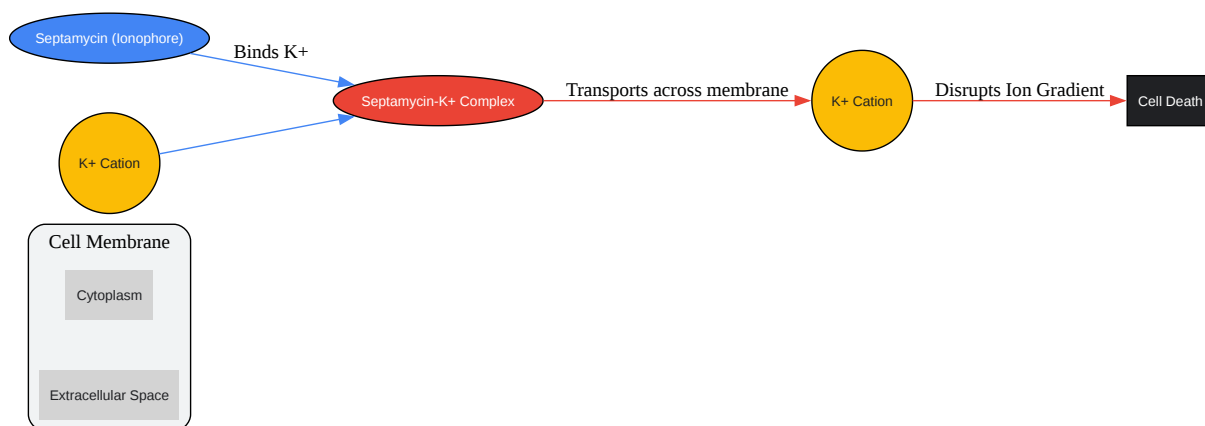 Septamycin (Ionophore)
Binds K+
K+ Cation
Septamycin-K+ Complex
Transports across membrane
K+ Cation
Disrupts Ion Gradient
Cell Death
Cell Membrane
Cytoplasm
Extracellular Space